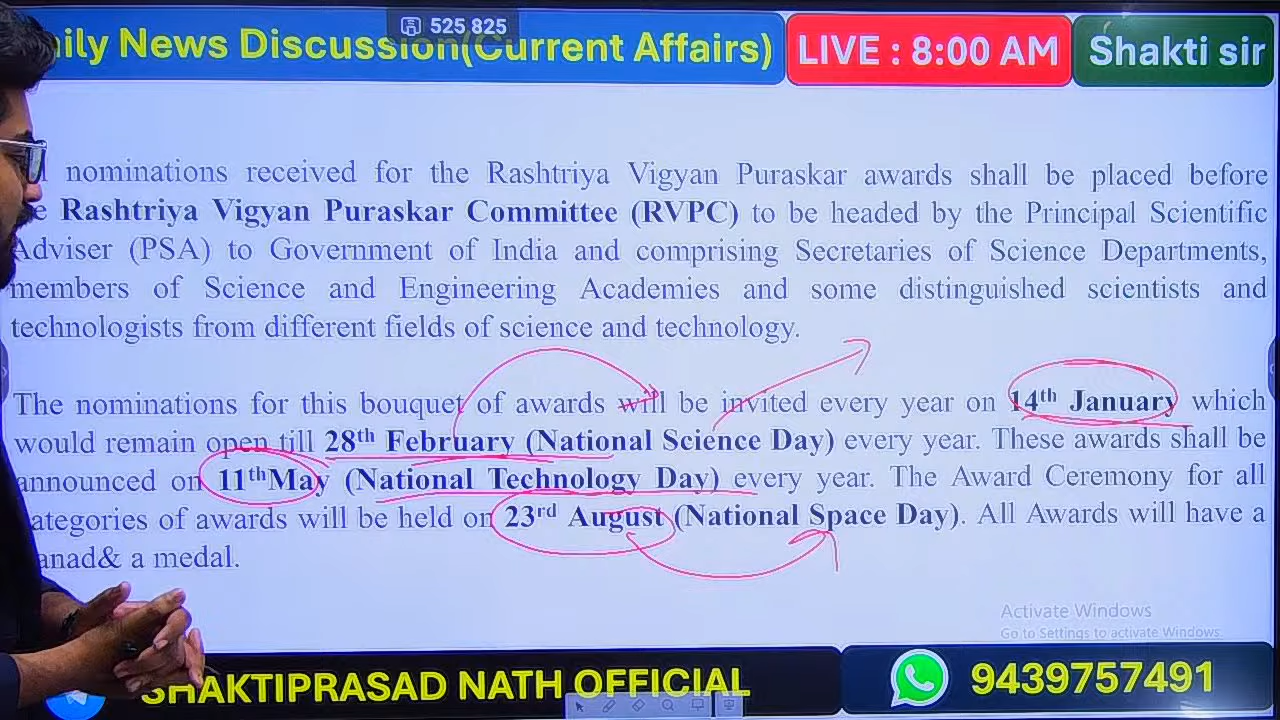 525 825
ily News Discussion(Current Affairs)
LIVE : 8:00 AM
Shakti sir
nominations received for the Rashtriya Vigyan Puraskar awards shall be placed before
e Rashtriya Vigyan Puraskar Committee (RVPC) to be headed by the Principal Scientific
Adviser (PSA) to Government of India and comprising Secretaries of Science Departments,
members of Science and Engineering Academies and some distinguished scientists and
technologists from different fields of science and technology.
The nominations for this bouquet of awards will be invited every year on 14th January which
would remain open till 28th February (National Science Day) every year. These awards shall be
announced on 11thMay (National Technology Day) every year. The Award Ceremony for all
ategories of awards will be held on 23rd August (National Space Day). All Awards will have a
anad& a medal.
Activate Windows
Go to Settings to activate Windows.
SHAKTIPRASAD NATH OFFICIAL
9439757491